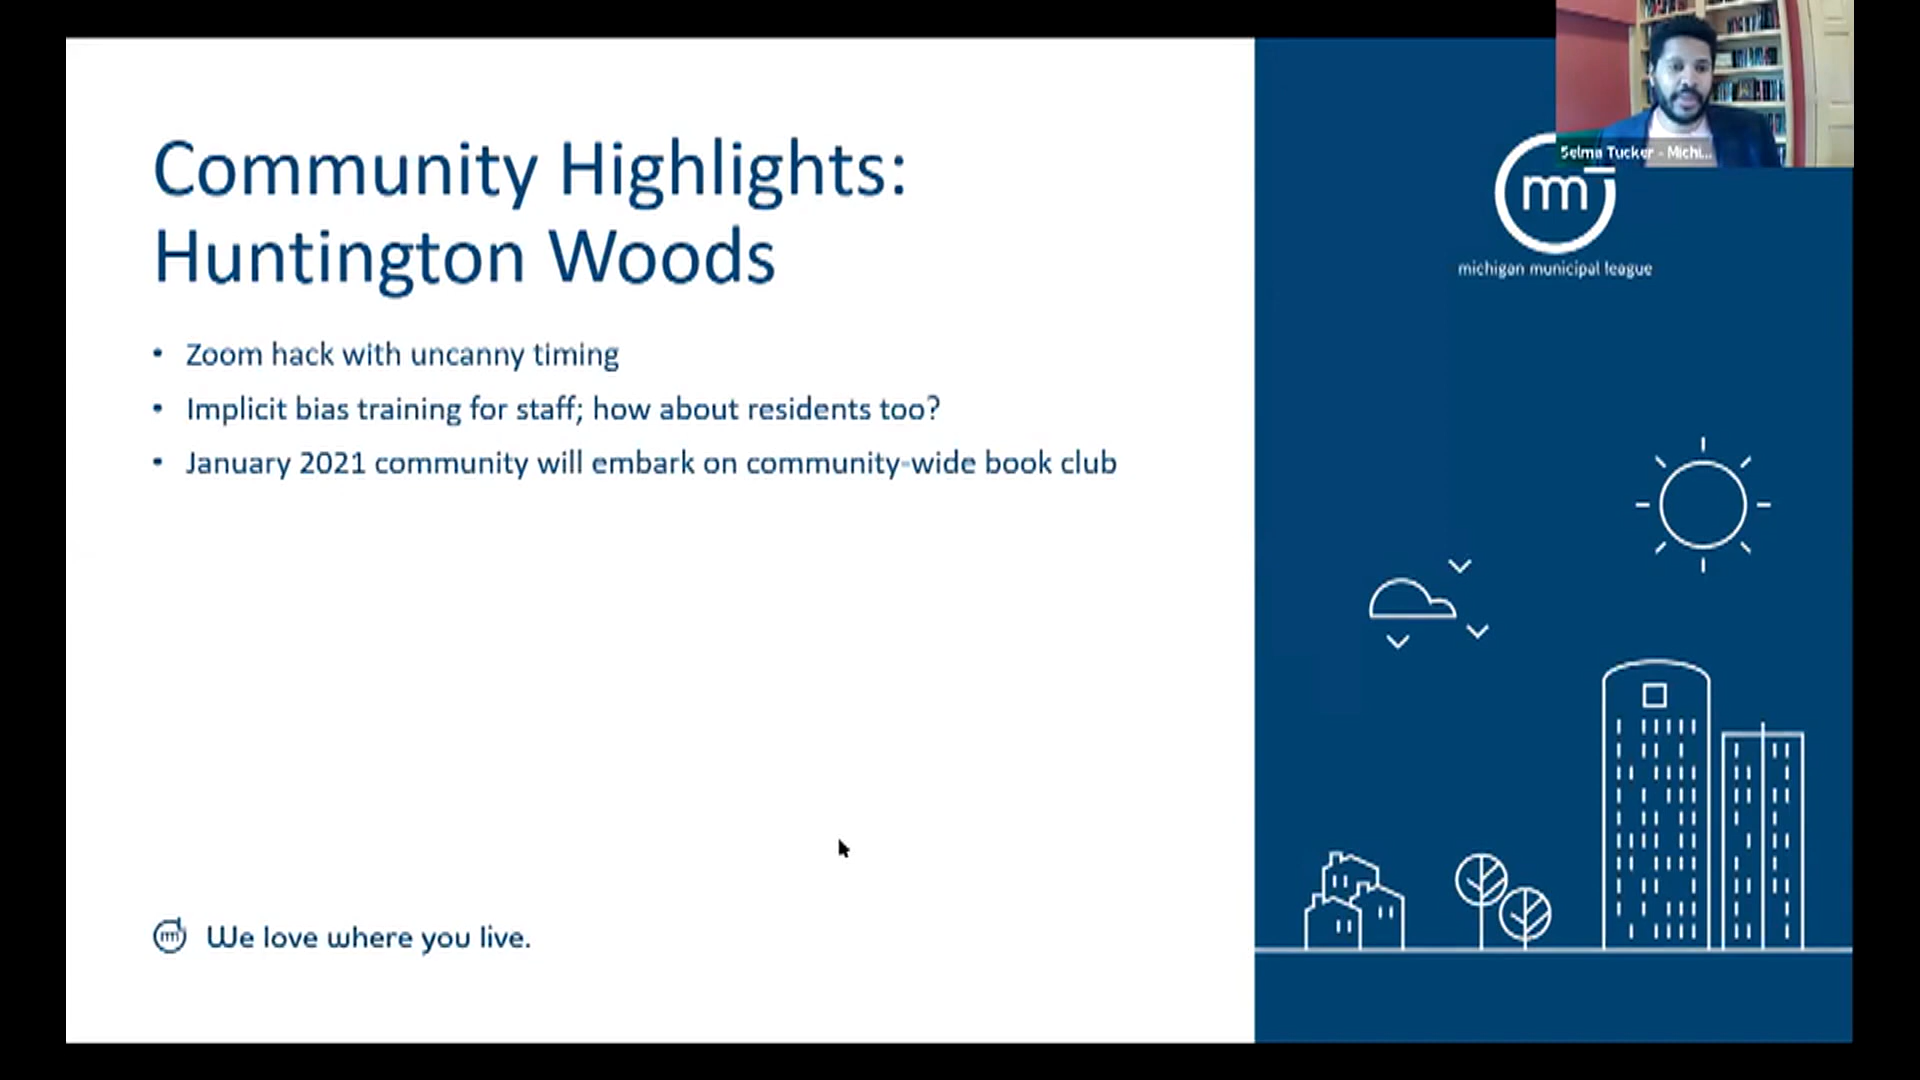 Community Highlights:
Huntington Woods
• Zoom hack with uncanny timing
• Implicit bias training for staff; how about residents too?
• January 2021 community will embark on community-wide book club
We love where you live.
Selma Tucker - Michi...
michigan municipal league